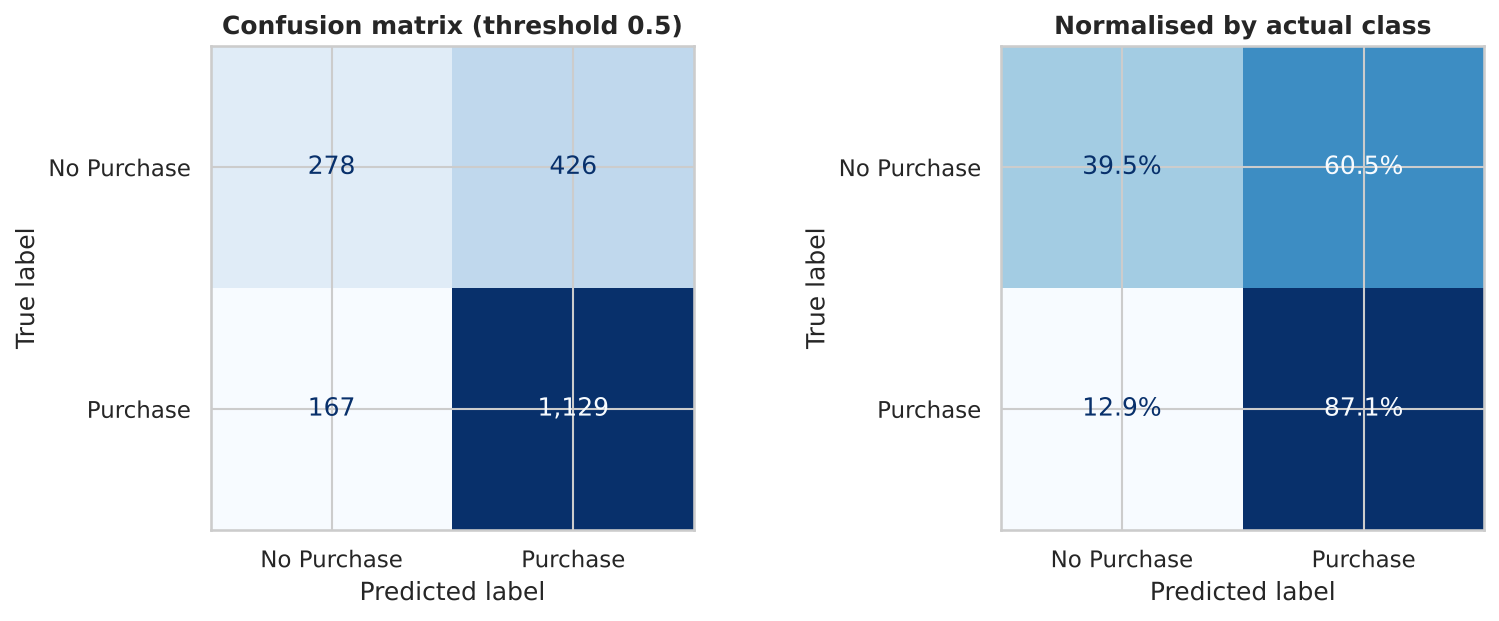 Confusion matrix (threshold 0.5)
No Purchase
278
426
True label
Purchase
167
1,129
No Purchase
Purchase
Predicted label
Normalised by actual class
No Purchase
39.5%
60.5%
True label
Purchase
12.9%
87.1%
No Purchase
Purchase
Predicted label